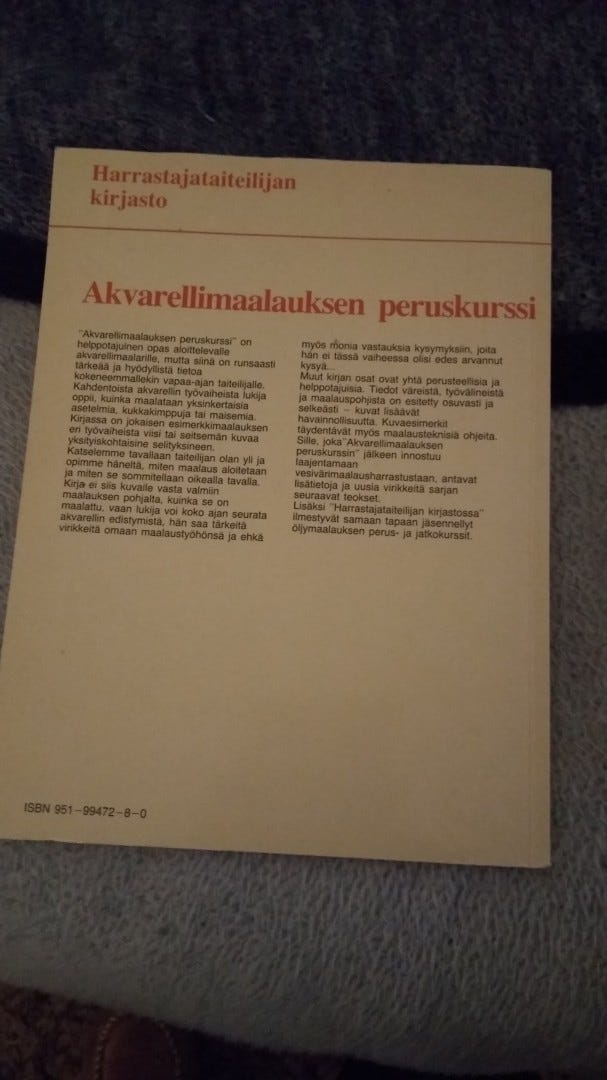 Harrastajataiteilijan
kirjasto
Akvarellimaalauksen peruskurssi
"Akvarellimaalauksen peruskurssi" on
helppotajuinen opas aloittelevalle
akvarellimaalarille, mutta siinä on runsaasti
tärkeää ja hyödyllistä tietoa
kokeneemmallekin vapaa-ajan taiteilijalle.
Kahdentoista akvarellin työvaiheista lukija
oppii, kuinka maalataan yksinkertaisia
asetelmia, kukkakimppuja tai maisemia.
Kirjassa on jokaisen esimerkkimaalauksen
eri työvaiheista viisi tai seitsemän kuvaa
yksityiskohtaisine selityksineen.
Katselemme tavallaan taiteilijan olan yli ja
opimme häneltä, miten maalaus aloitetaan
ja miten se sommitellaan oikealla tavalla.
Kirja ei siis kuvaile vasta valmiin
maalauksen pohjalta, kuinka se on
maalattu, vaan lukija voi koko ajan seurata
akvarellin edistymistä, hän saa tärkeitä
virikkeitä omaan maalaustyöhönsä ja ehkä
myös monia vastauksia kysymyksiin, joita
hän ei tässä vaiheessa olisi edes arvannut
kysyä...
Muut kirjan osat ovat yhtä perusteellisia ja
helppotajuisia. Tiedot väreistä, työvälineistä
ja maalauspohjista on esitetty osuvasti ja
selkeästi – kuvat lisäävät
havainnollisuutta. Kuvaesimerkit
täydentävät myös maalausteknisiä ohjeita.
Sille, joka "Akvarellimaalauksen
peruskurssin" jälkeen innostuu
laajentamaan
vesivärimaalausharrastustaan, antavat
lisätietoja ja uusia virikkeitä sarjan
seuraavat teokset.
Lisäksi "Harrastajataiteilijan kirjastossa"
ilmestyvät samaan tapaan jäsennellyt
öljymaalauksen perus- ja jatkokurssit.
ISBN 951–99472–8–0